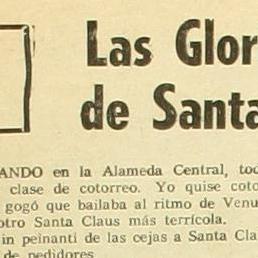 Las Glor
de Santa
ANDO en la Alameda Central, tod
clase de cotorreo. Yo quise coto
gogó que bailaba al ritmo de Venu
otro Santa Claus más terrícola.
in peinanti de las cejas a Santa Cla
de pedidores